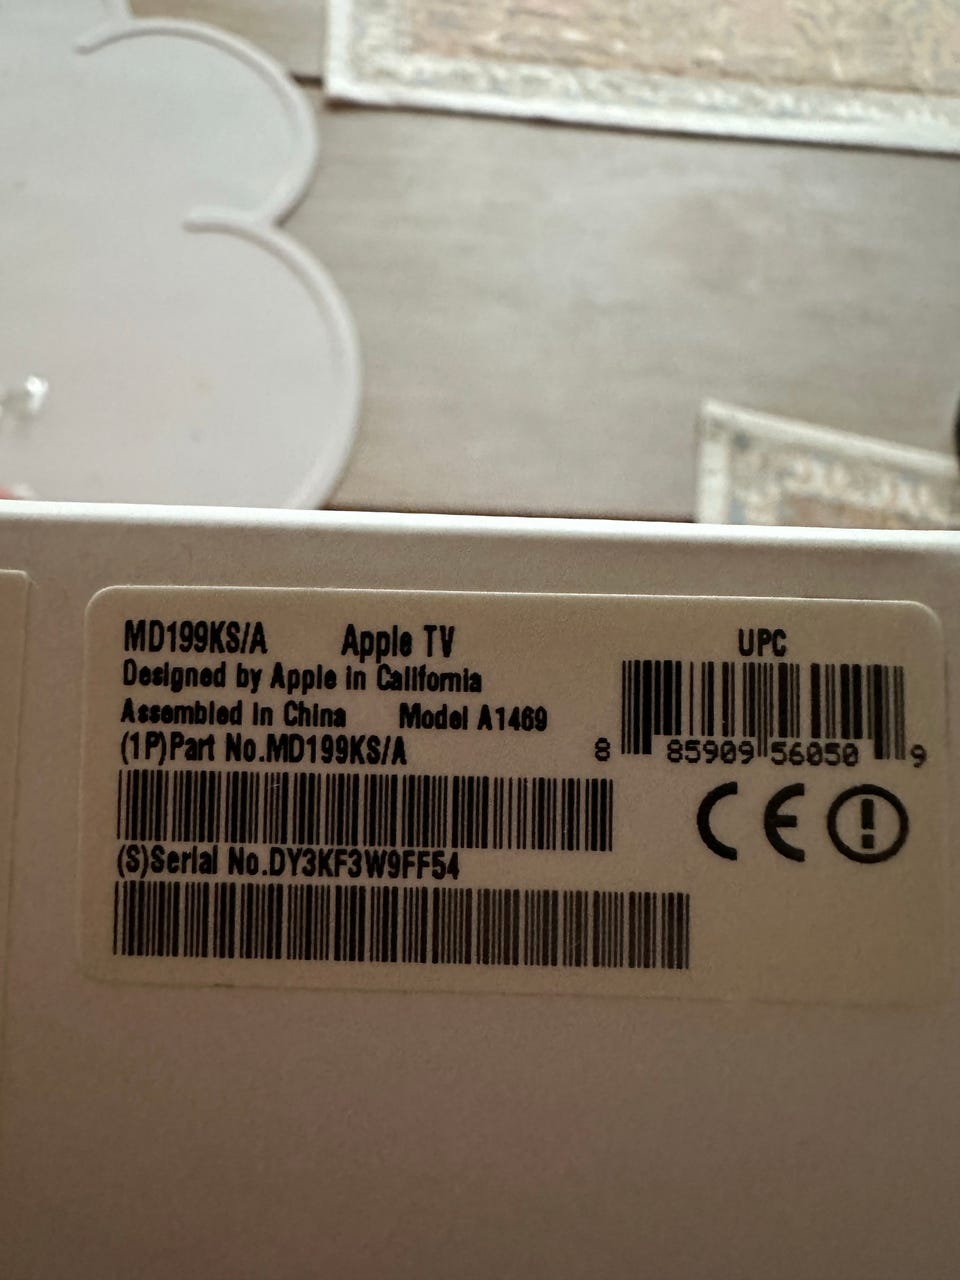 MD199KS/A Apple TV
Designed by Apple in California
Assembled in China Model A1469
(1P)Part No.MD199KS/A
(S)Serial No.DY3KF3W9FF54
UPC
8 85909 56050 9
CE